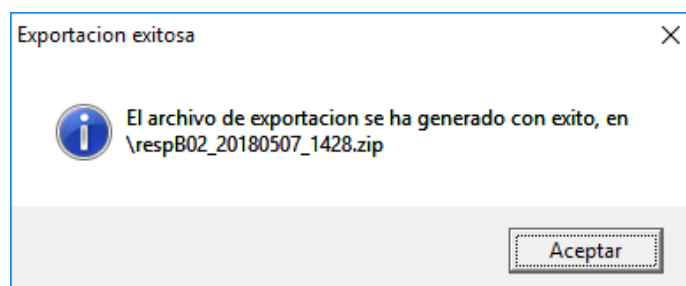 Exportacion exitosa
El archivo de exportacion se ha generado con exito, en
\respB02_20180507_1428.zip
Aceptar